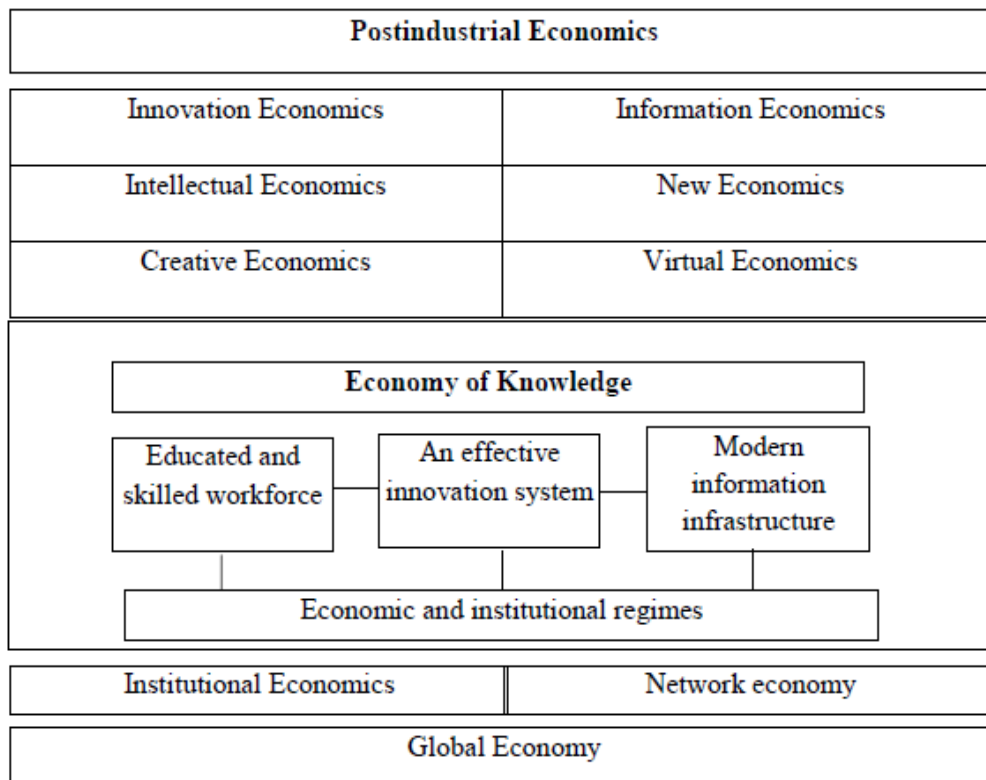 Postindustrial Economics
Innovation Economics
Information Economics
Intellectual Economics
New Economics
Creative Economics
Virtual Economics
Economy of Knowledge
Educated and
skilled workforce
An effective
innovation system
Modern
information
infrastructure
Economic and institutional regimes
Institutional Economics
Network economy
Global Economy